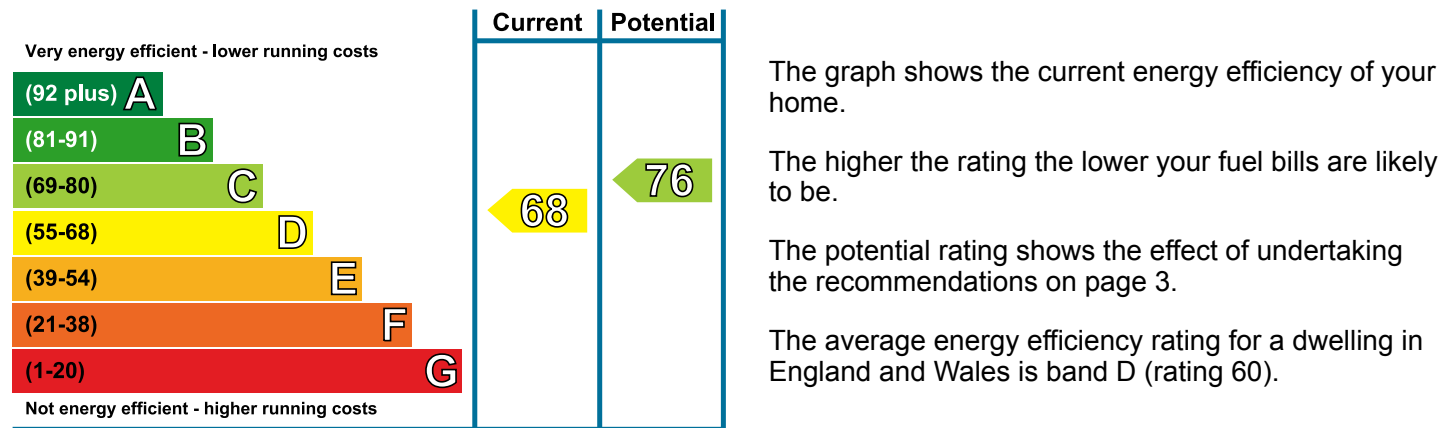 Current Potential
Very energy efficient - lower running costs
(92 plus) A
(81-91) B
(69-80) C
(55-68) D
(39-54) E
(21-38) F
(1-20) G
Not energy efficient - higher running costs
68
76
The graph shows the current energy efficiency of your
home.
The higher the rating the lower your fuel bills are likely
to be.
The potential rating shows the effect of undertaking
the recommendations on page 3.
The average energy efficiency rating for a dwelling in
England and Wales is band D (rating 60).